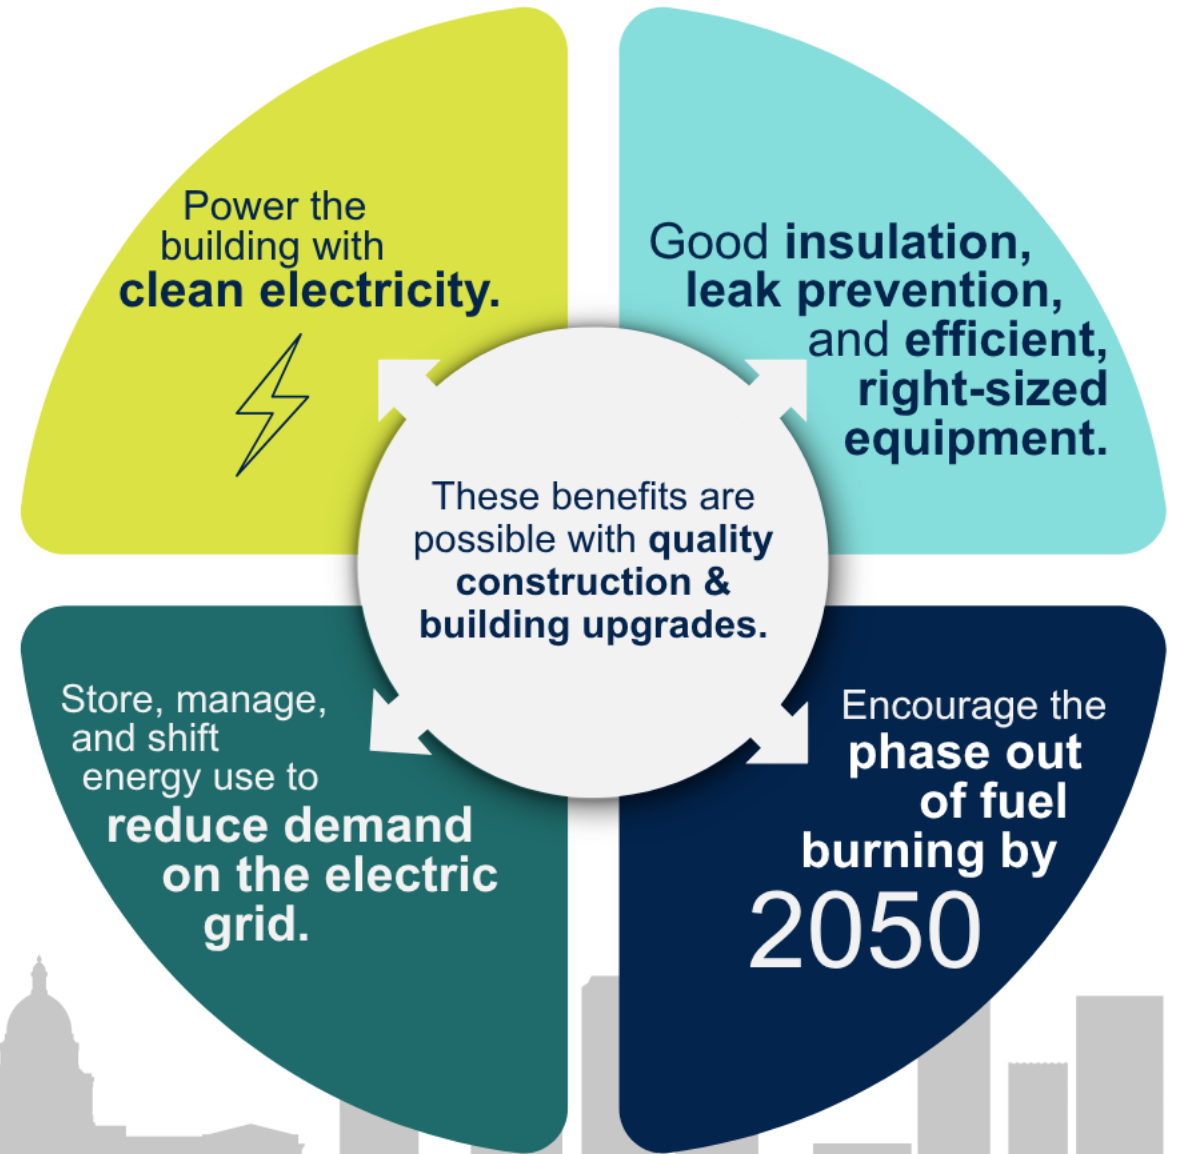 Power the
building with
clean electricity.
Good insulation,
leak prevention,
and efficient,
right-sized
equipment.
These benefits are
possible with quality
construction &
building upgrades.
Store, manage,
and shift
energy use to
reduce demand
on the electric
grid.
Encourage the
phase out
of fuel
burning by
2050